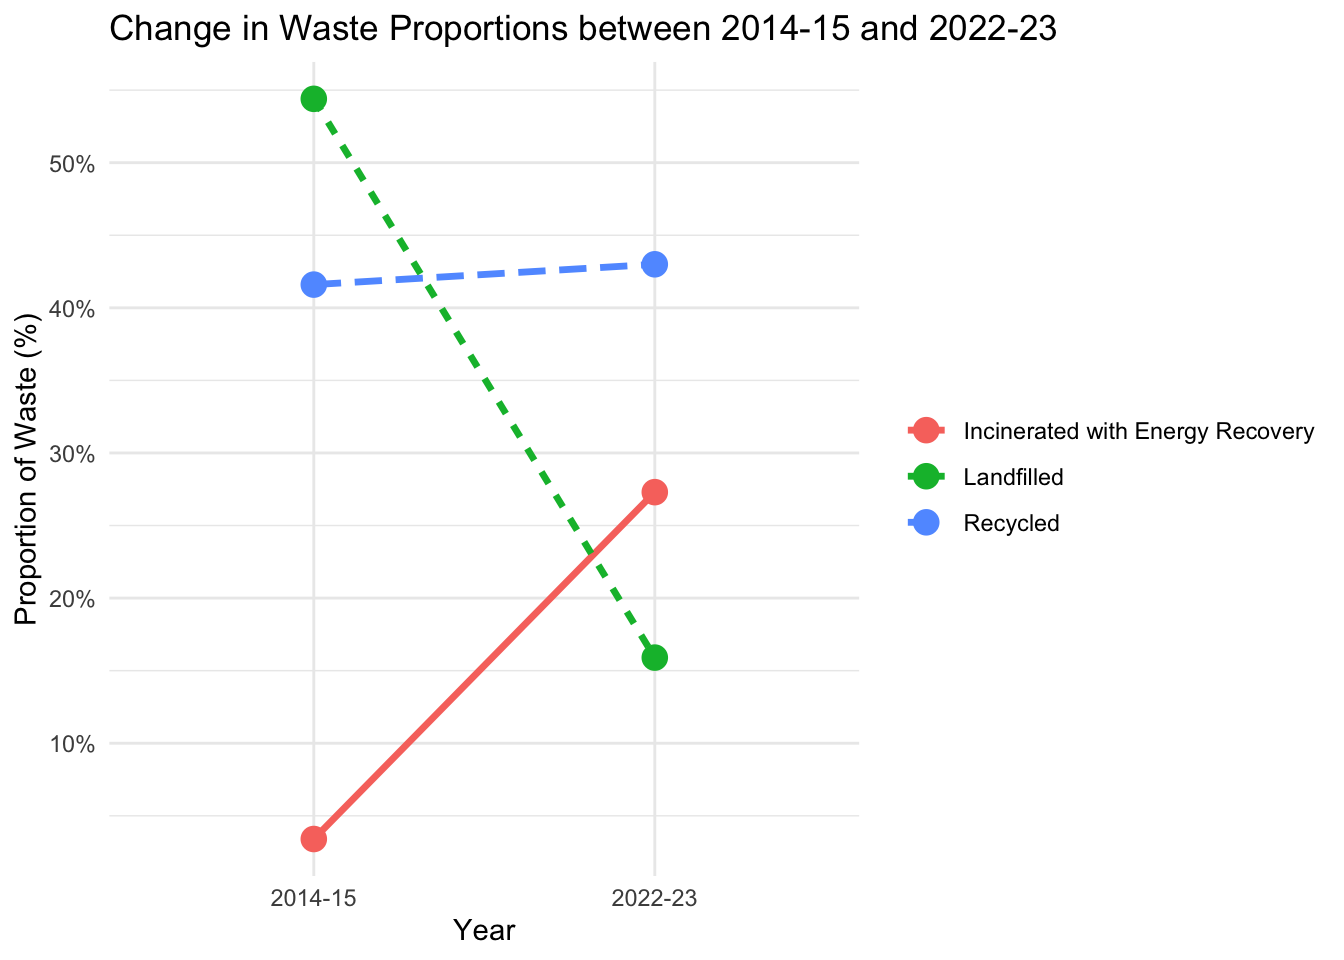 Change in Waste Proportions between 2014-15 and 2022-23
Proportion of Waste (%)
50%
40%
30%
20%
10%
2014-15
2022-23
Year
Incinerated with Energy Recovery
Landfilled
Recycled